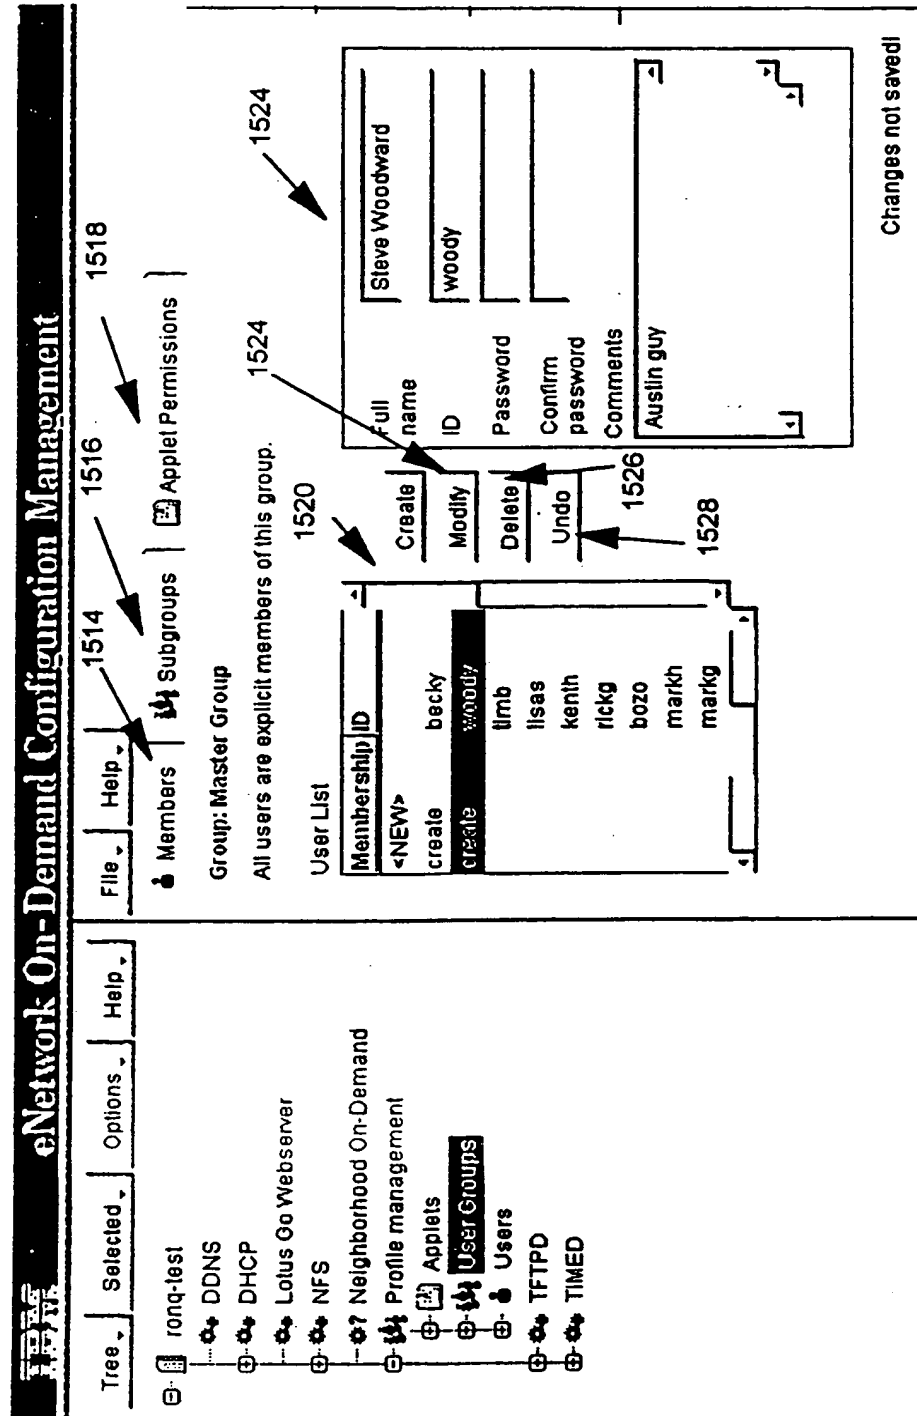 IBM eNetwork On-Demand Configuration Management
Tree Selected Options Help
ronq-test
DDNS
DHCP
Lotus Go Webserver
NFS
? Neighborhood On-Demand
Profile management
Applets
User Groups
Users
TFTPD
TIMED
File Help
1514
1516
1518
Members Subgroups Applet Permissions
Group: Master Group
All users are explicit members of this group.
User List
1520
Membership ID
<NEW>
create becky
create woody
timb
lisas
kenth
rickg
bozo
markh
markg
1524
Create
Modify
Delete
Undo
1526
1528
1524
Full name Steve Woodward
ID woody
Password
Confirm password
Comments
Austin guy
Changes not saved!